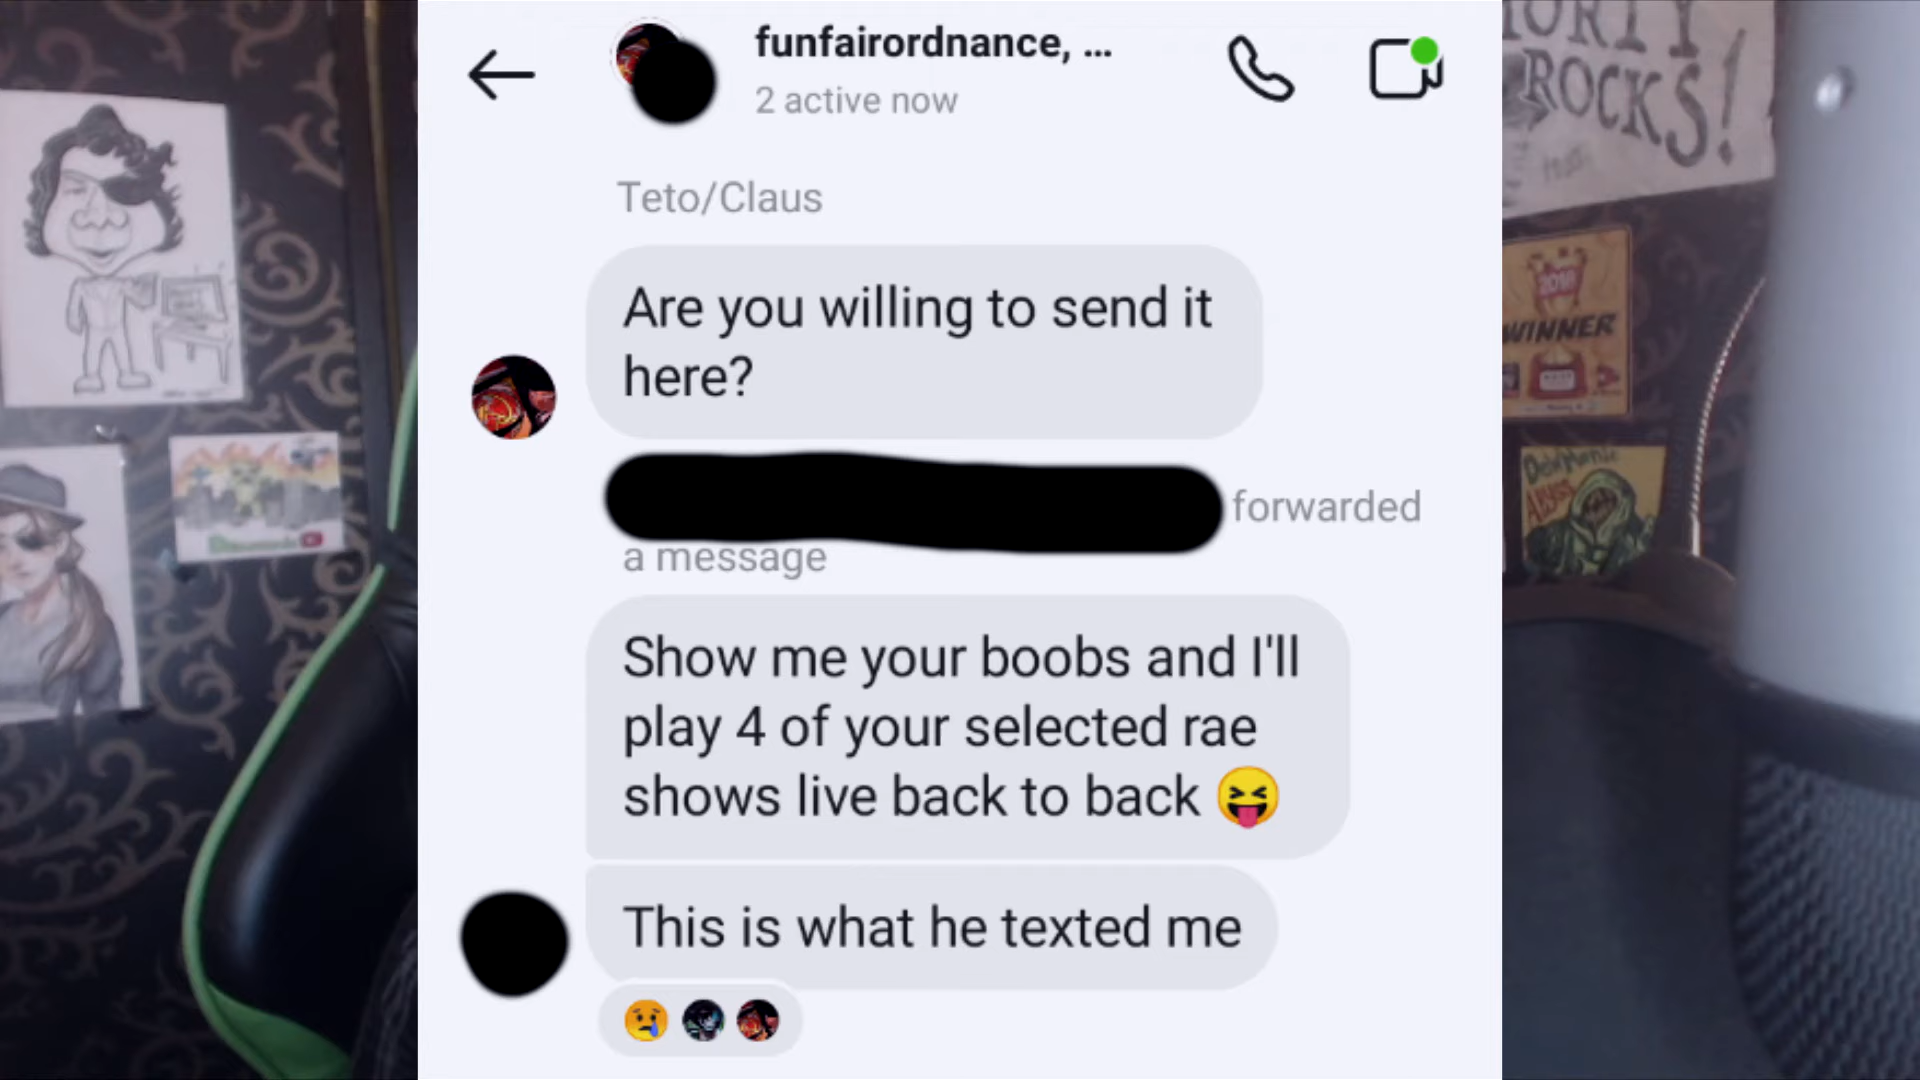 funfairordnance, ...
2 active now
Teto/Claus
Are you willing to send it
here?
forwarded
a message
Show me your boobs and I'll
play 4 of your selected rae
shows live back to back 😝
This is what he texted me
ROCKS!
2016
WINNER